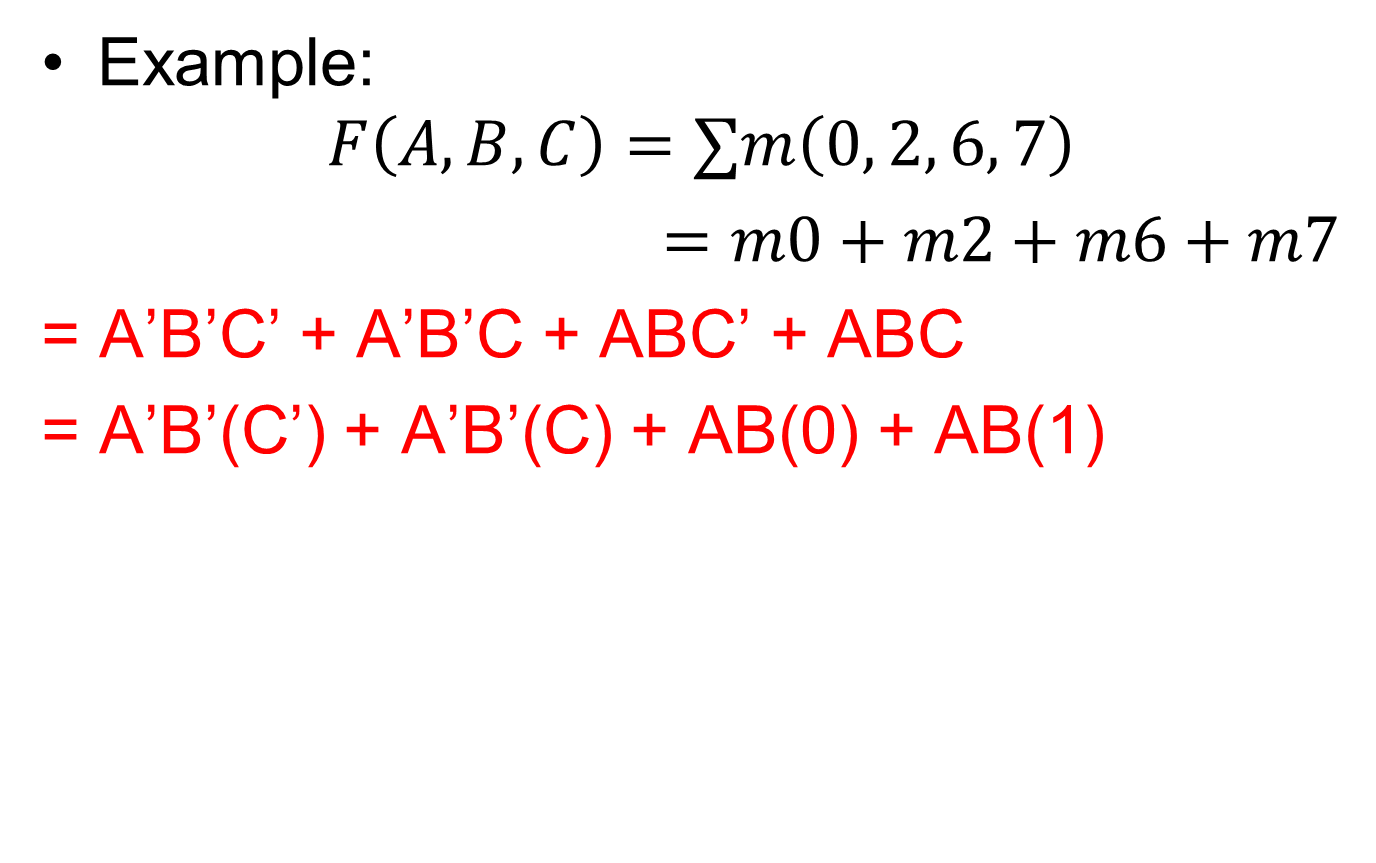 • Example:
𝐹(𝐴, 𝐵, 𝐶) = ∑𝑚(0, 2, 6, 7)
= 𝑚0 + 𝑚2 + 𝑚6 + 𝑚7
= A’B’C’ + A’B’C + ABC’ + ABC
= A’B’(C’) + A’B’(C) + AB(0) + AB(1)